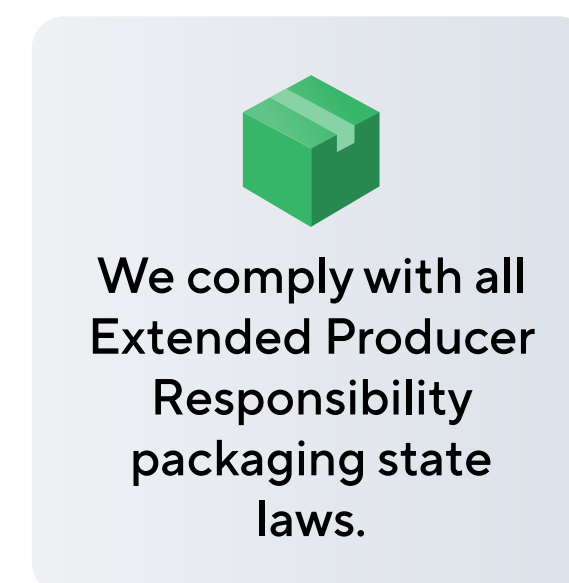 We comply with all
Extended Producer
Responsibility
packaging state
laws.